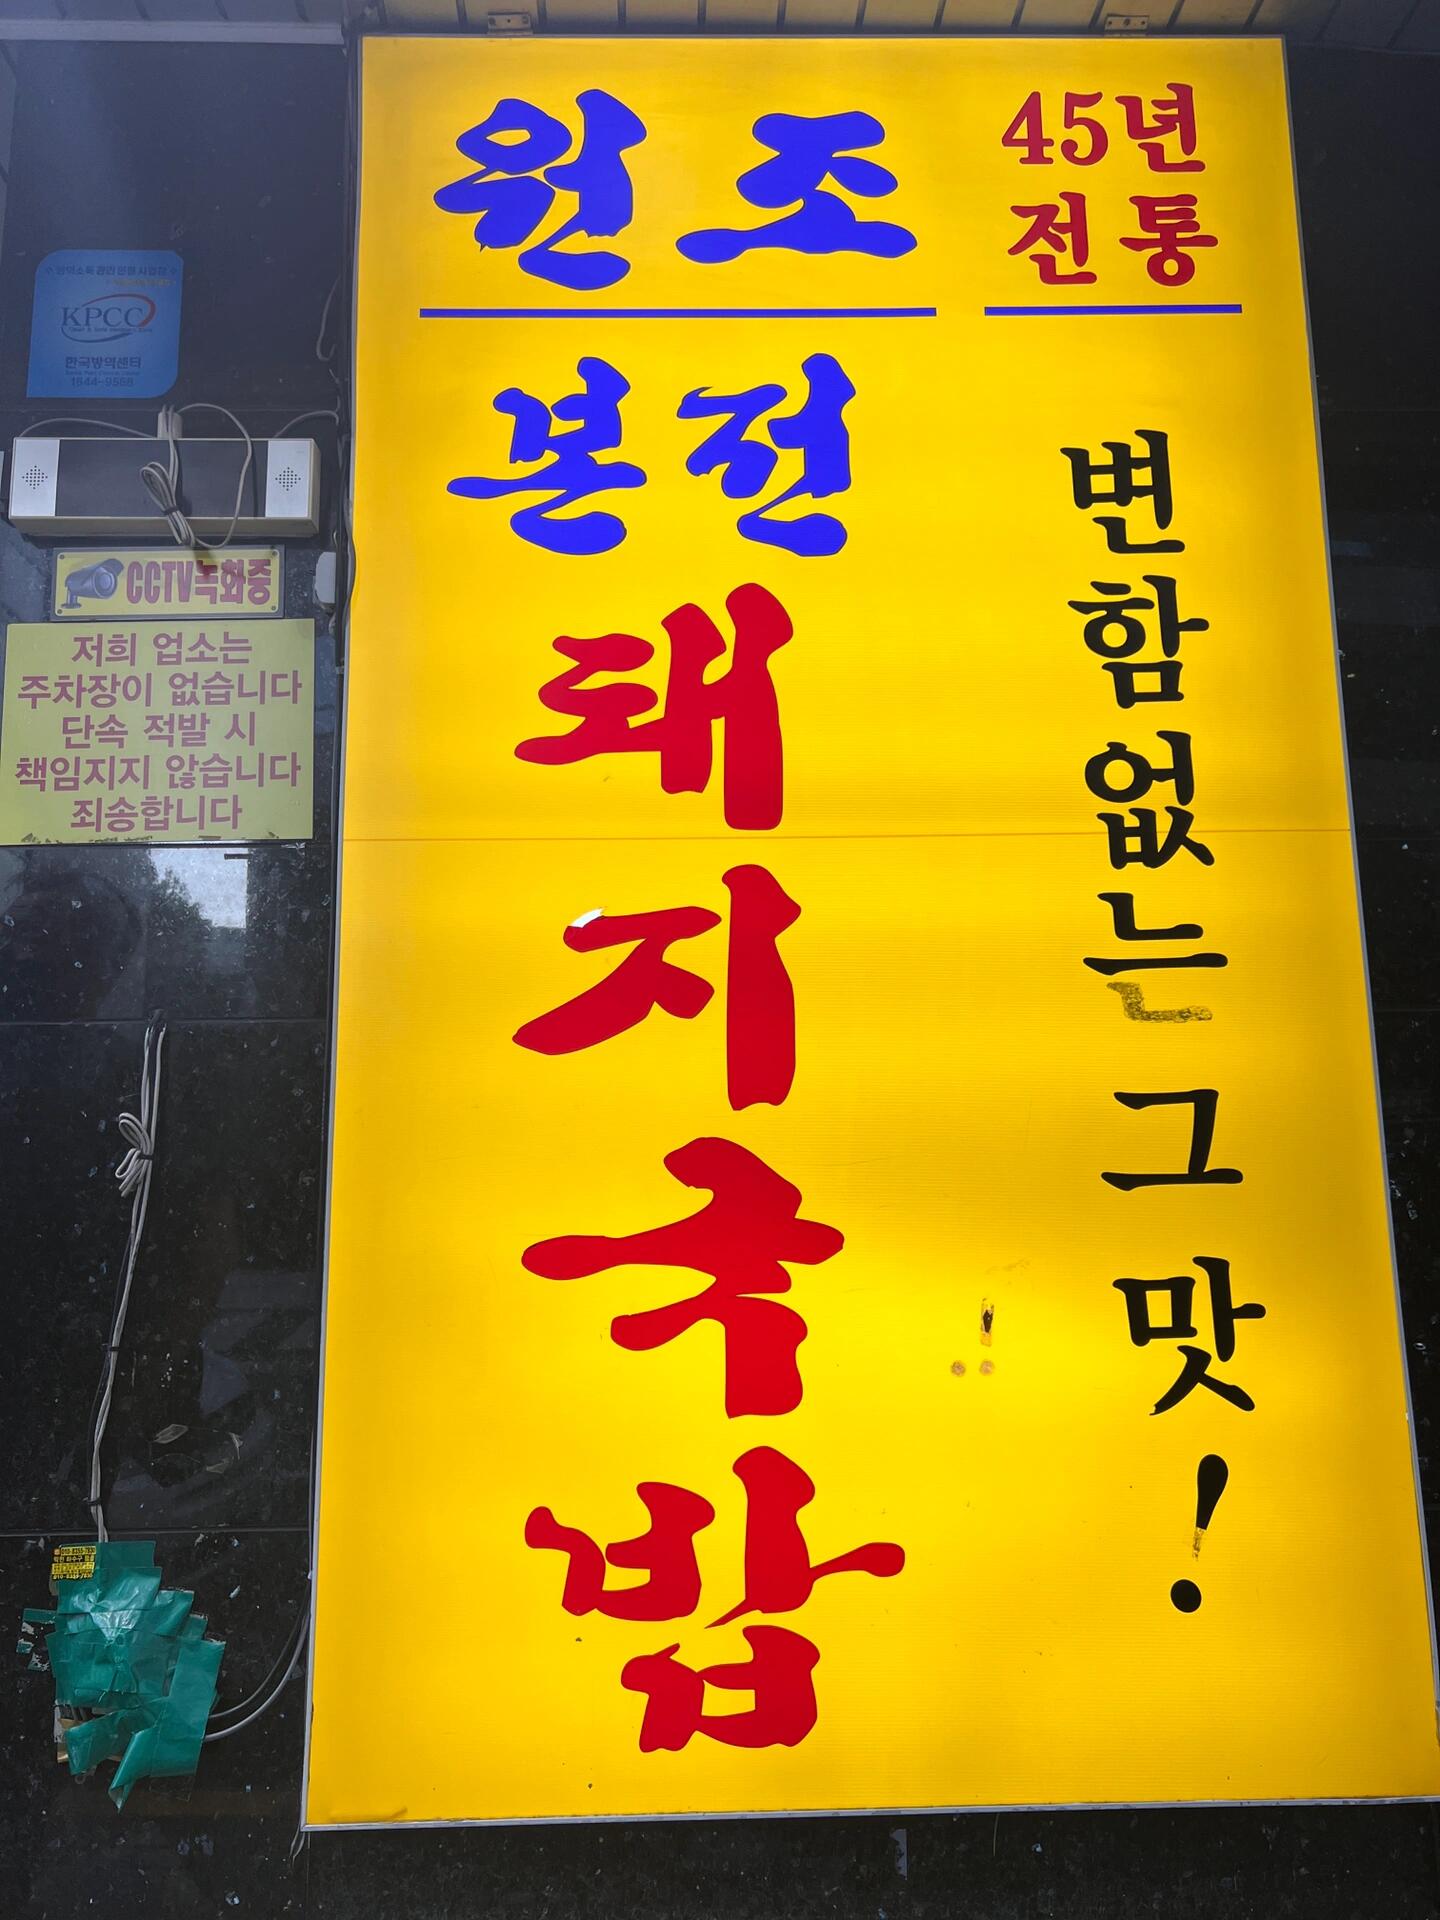 원조
본전
돼지국밥
45년
전통
변함없는 그 맛!
KPCC
한국방역센터
1644-9568
CCTV녹화중
저희 업소는
주차장이 없습니다
단속 적발 시
책임지지 않습니다
죄송합니다